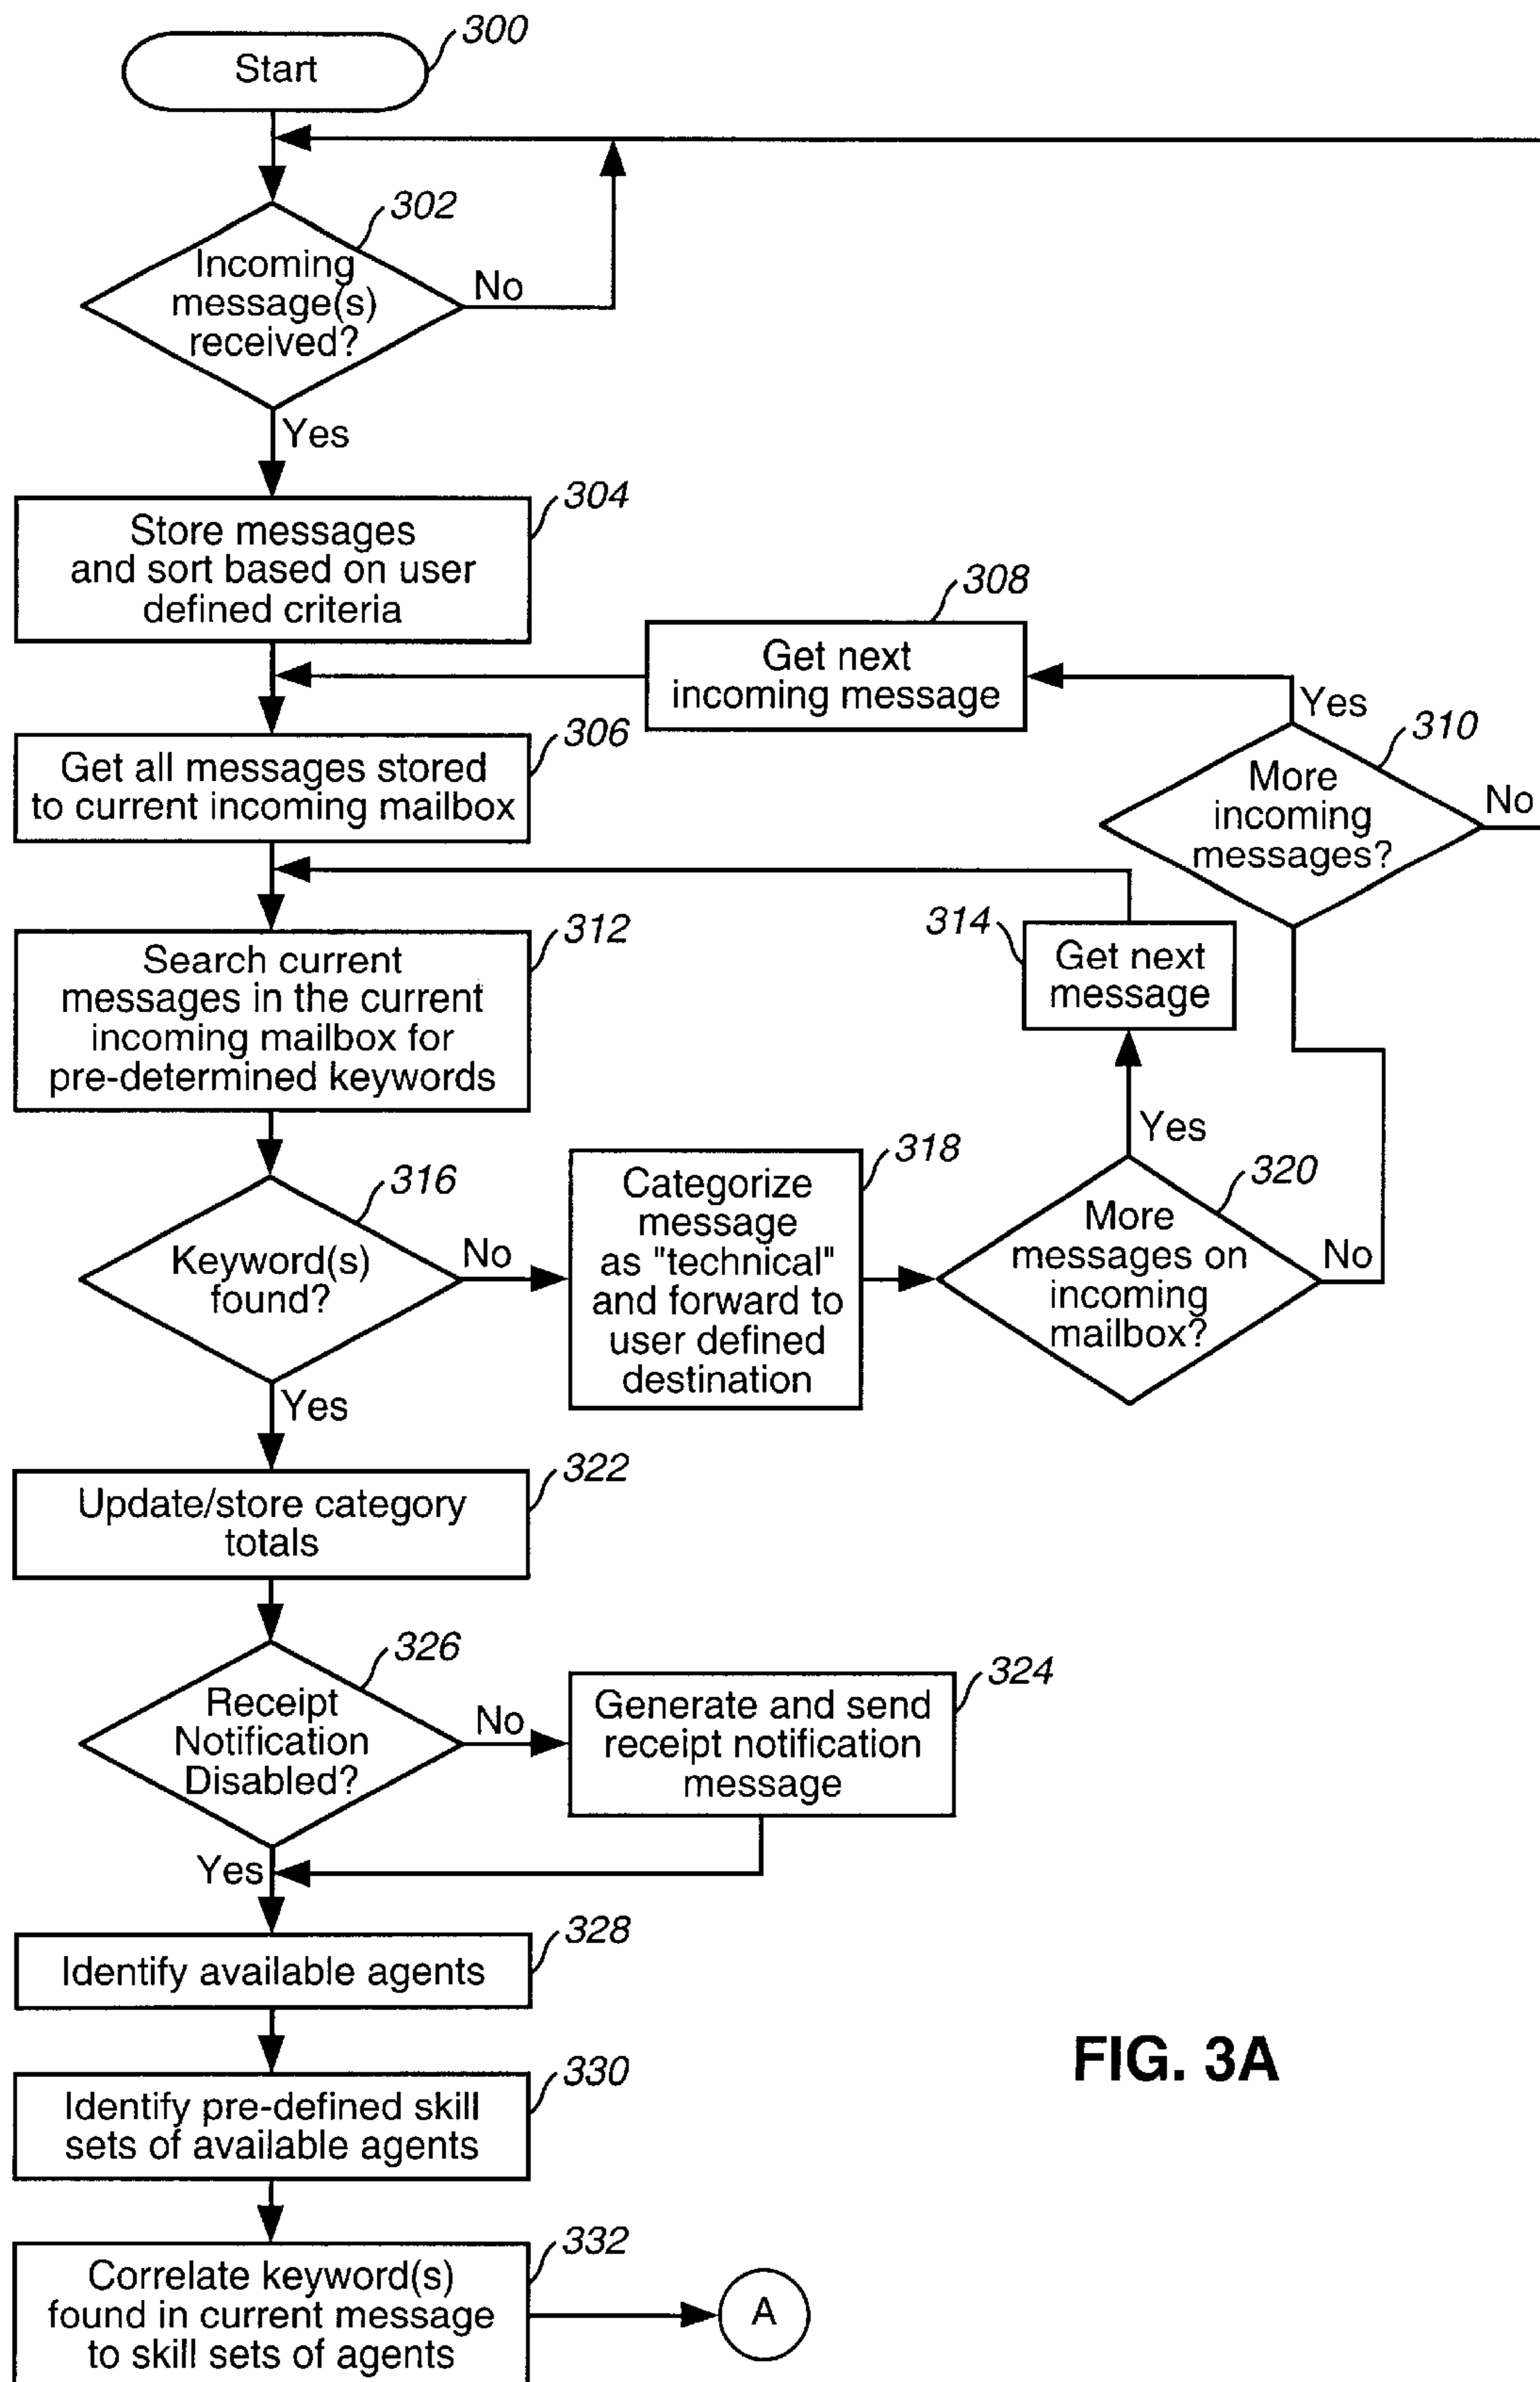 300
Start
302
Incoming
message(s)
received?
No
Yes
304
Store messages
and sort based on user
defined criteria
308
Get next
incoming message
Yes
310
More
incoming
messages?
No
306
Get all messages stored
to current incoming mailbox
314
Get next
message
312
Search current
messages in the current
incoming mailbox for
pre-determined keywords
Yes
316
Keyword(s)
found?
No
318
Categorize
message
as "technical"
and forward to
user defined
destination
320
More
messages on
incoming
mailbox?
No
Yes
322
Update/store category
totals
326
Receipt
Notification
Disabled?
No
324
Generate and send
receipt notification
message
Yes
328
Identify available agents
330
Identify pre-defined skill
sets of available agents
FIG. 3A
332
Correlate keyword(s)
found in current message
to skill sets of agents
A